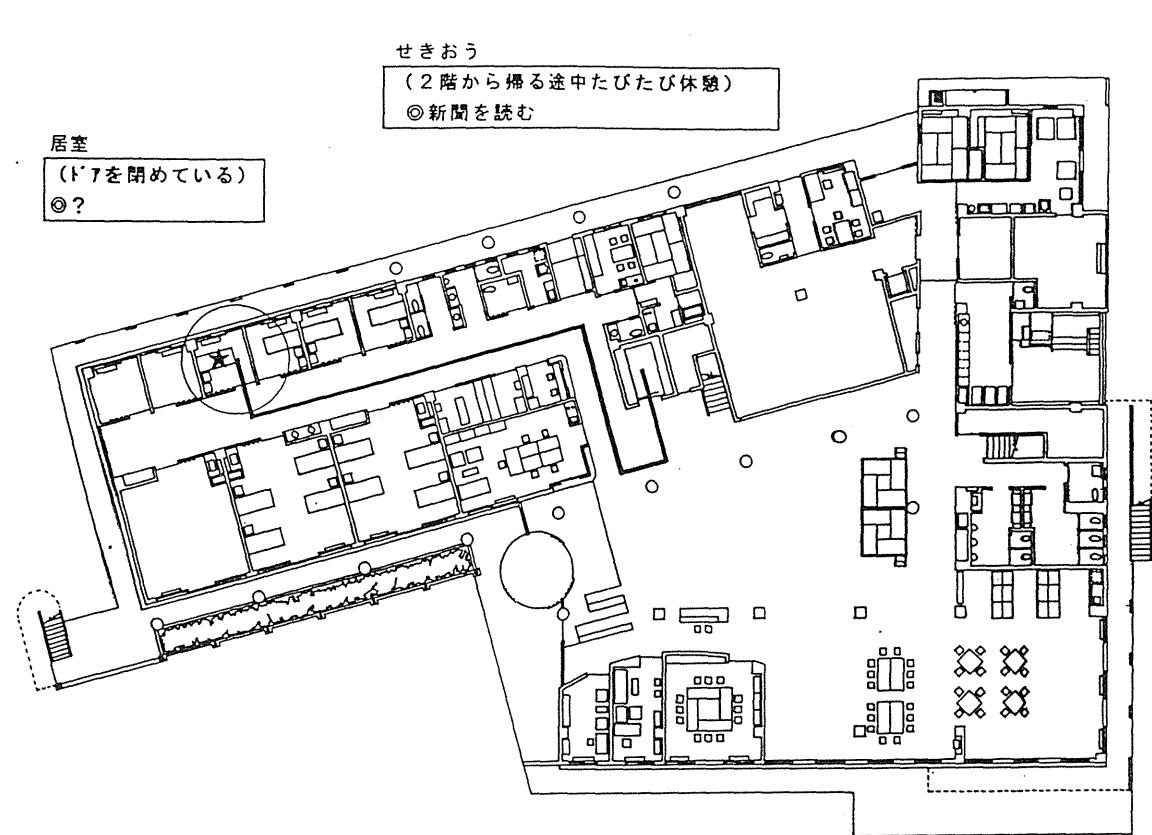 せきおう
（２階から帰る途中たびたび休憩）
◎新聞を読む
居室
（ﾄﾞｱを閉めている）
◎？